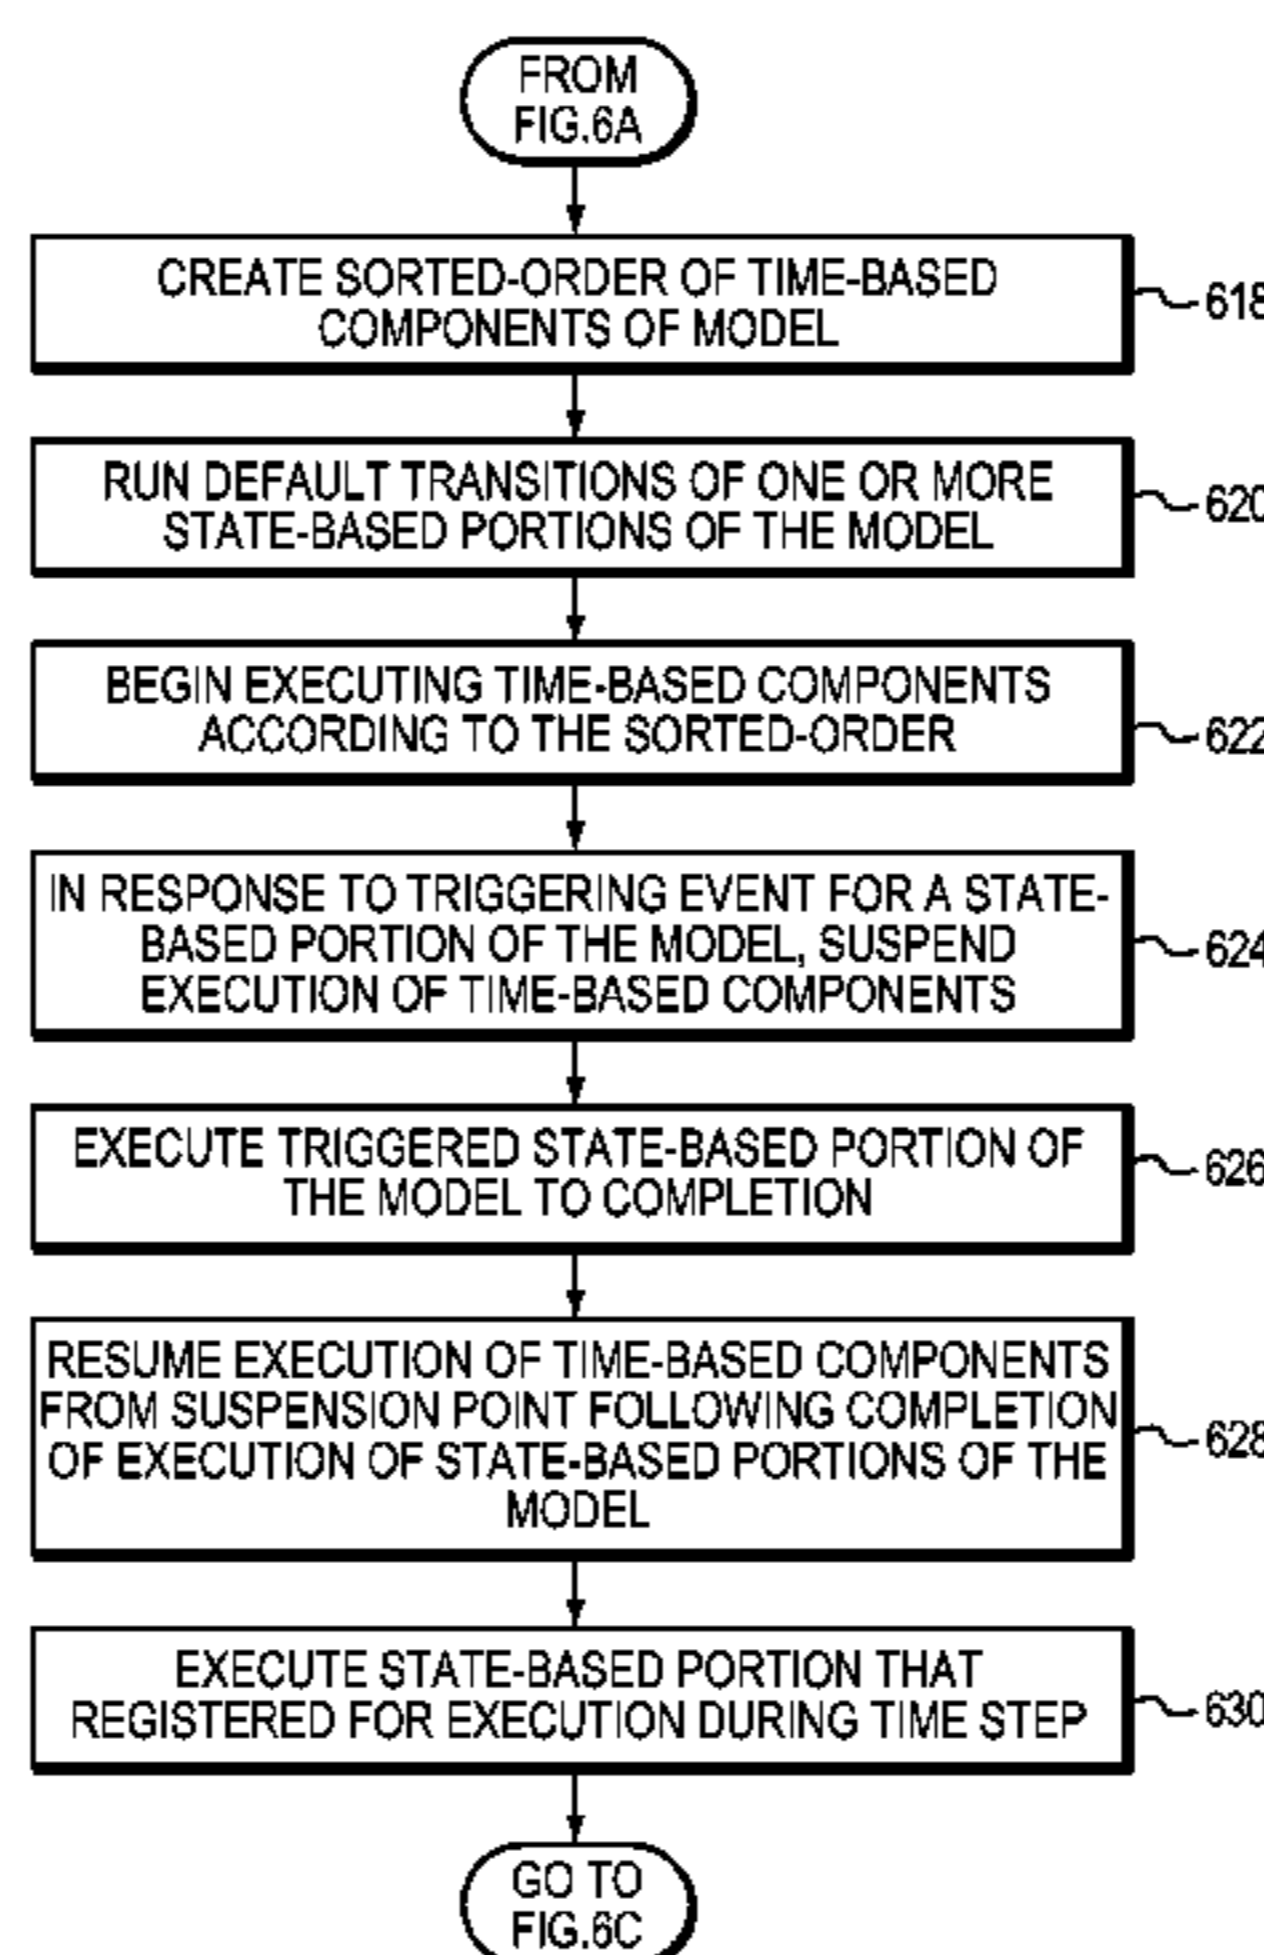 FROM
FIG.6A
CREATE SORTED-ORDER OF TIME-BASED
COMPONENTS OF MODEL
618
RUN DEFAULT TRANSITIONS OF ONE OR MORE
STATE-BASED PORTIONS OF THE MODEL
620
BEGIN EXECUTING TIME-BASED COMPONENTS
ACCORDING TO THE SORTED-ORDER
622
IN RESPONSE TO TRIGGERING EVENT FOR A STATE-
BASED PORTION OF THE MODEL, SUSPEND
EXECUTION OF TIME-BASED COMPONENTS
624
EXECUTE TRIGGERED STATE-BASED PORTION OF
THE MODEL TO COMPLETION
626
RESUME EXECUTION OF TIME-BASED COMPONENTS
FROM SUSPENSION POINT FOLLOWING COMPLETION
OF EXECUTION OF STATE-BASED PORTIONS OF THE
MODEL
628
EXECUTE STATE-BASED PORTION THAT
REGISTERED FOR EXECUTION DURING TIME STEP
630
GO TO
FIG.6C